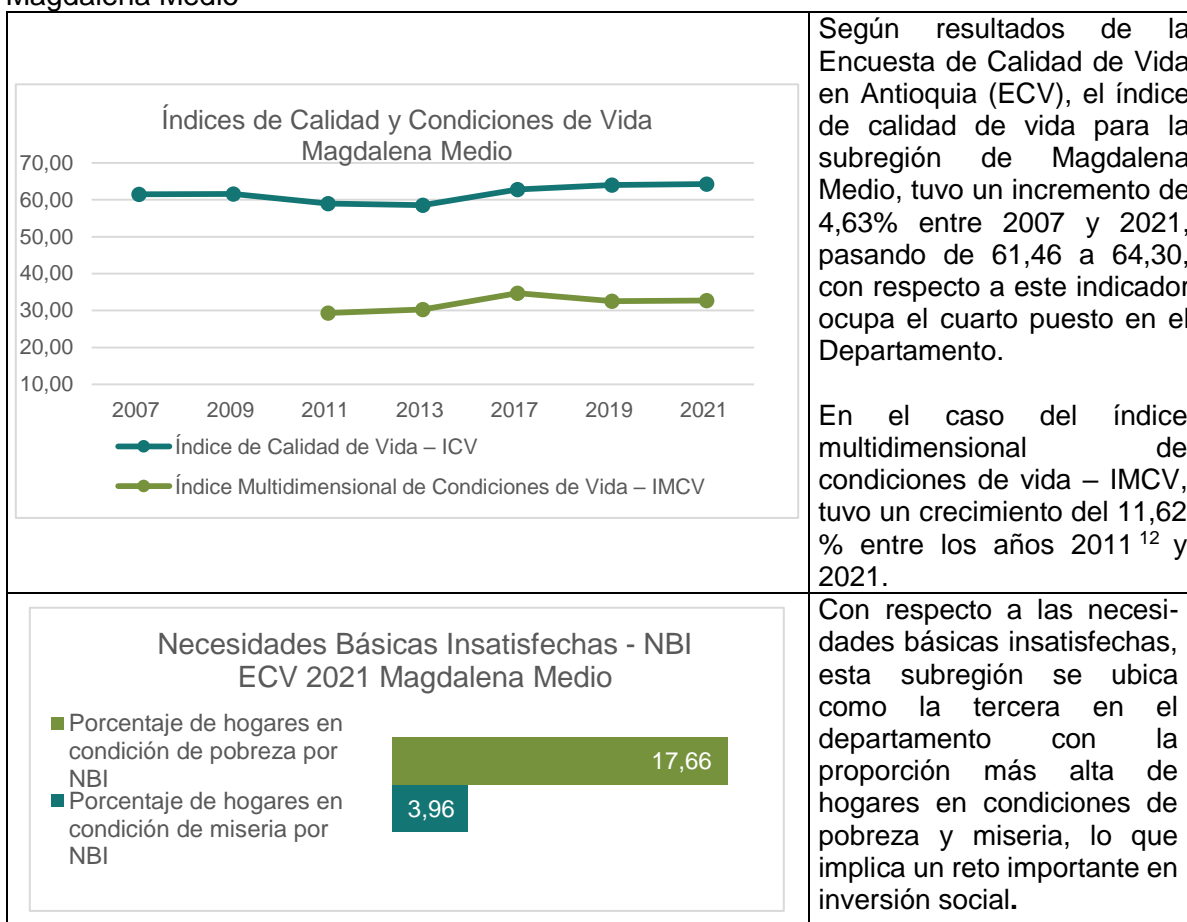 Magdalena Medio
Índices de Calidad y Condiciones de Vida
Magdalena Medio
70,00
60,00
50,00
40,00
30,00
20,00
10,00
2007 2009 2011 2013 2017 2019 2021
Índice de Calidad de Vida – ICV
Índice Multidimensional de Condiciones de Vida – IMCV
Según resultados de la
Encuesta de Calidad de Vida
en Antioquia (ECV), el índice
de calidad de vida para la
subregión de Magdalena
Medio, tuvo un incremento de
4,63% entre 2007 y 2021,
pasando de 61,46 a 64,30,
con respecto a este indicador
ocupa el cuarto puesto en el
Departamento.
En el caso del índice
multidimensional de
condiciones de vida – IMCV,
tuvo un crecimiento del 11,62
% entre los años 2011 12 y
2021.
Necesidades Básicas Insatisfechas - NBI
ECV 2021 Magdalena Medio
Porcentaje de hogares en
condición de pobreza por
NBI
Porcentaje de hogares en
condición de miseria por
NBI
17,66
3,96
Con respecto a las necesi-
dades básicas insatisfechas,
esta subregión se ubica
como la tercera en el
departamento con la
proporción más alta de
hogares en condiciones de
pobreza y miseria, lo que
implica un reto importante en
inversión social.